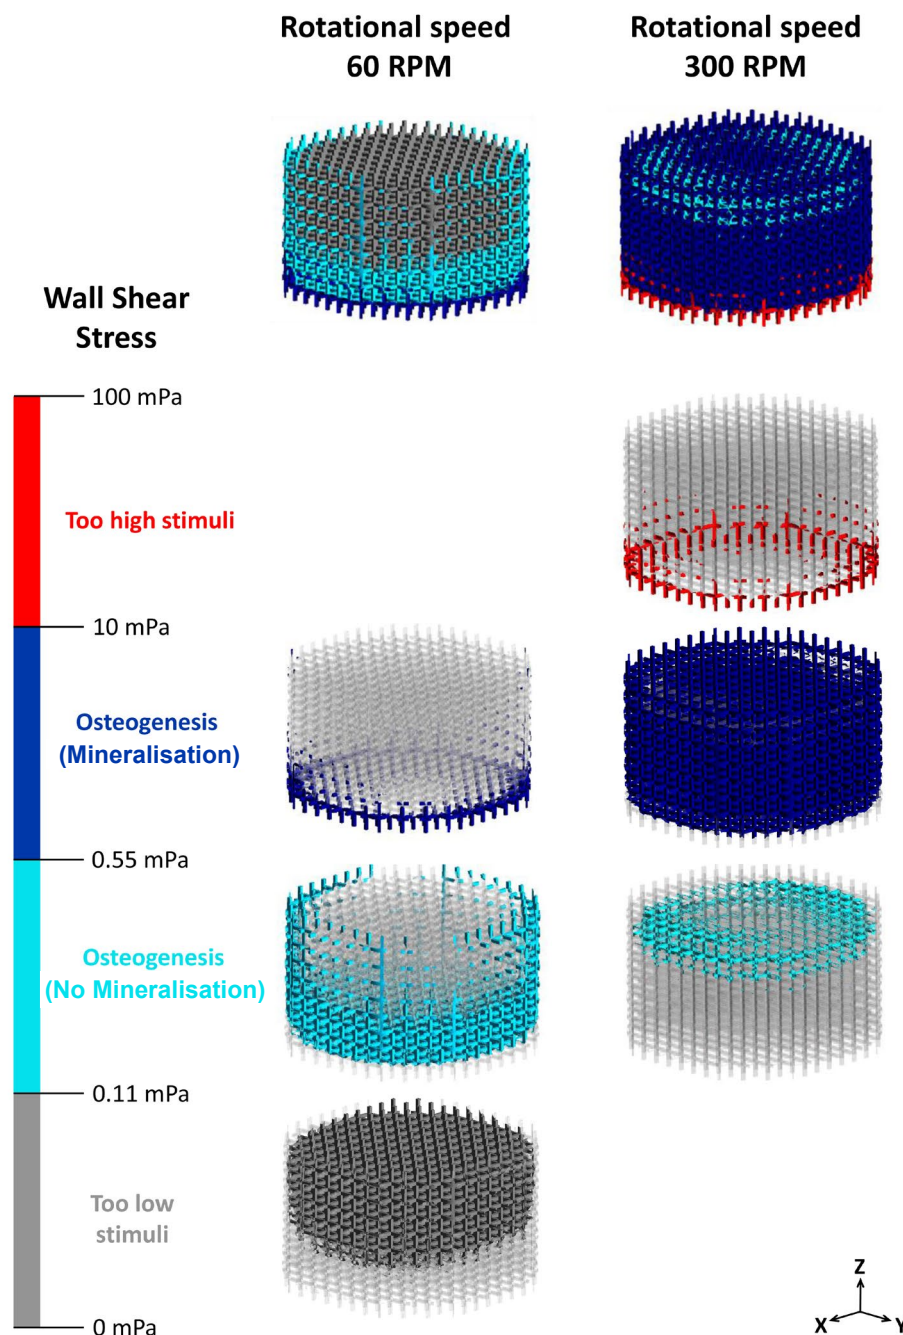 Rotational speed
60 RPM
Rotational speed
300 RPM
Wall Shear
Stress
100 mPa
Too high stimuli
10 mPa
Osteogenesis
(Mineralisation)
0.55 mPa
Osteogenesis
(No Mineralisation)
0.11 mPa
Too low
stimuli
0 mPa
Z
X
Y